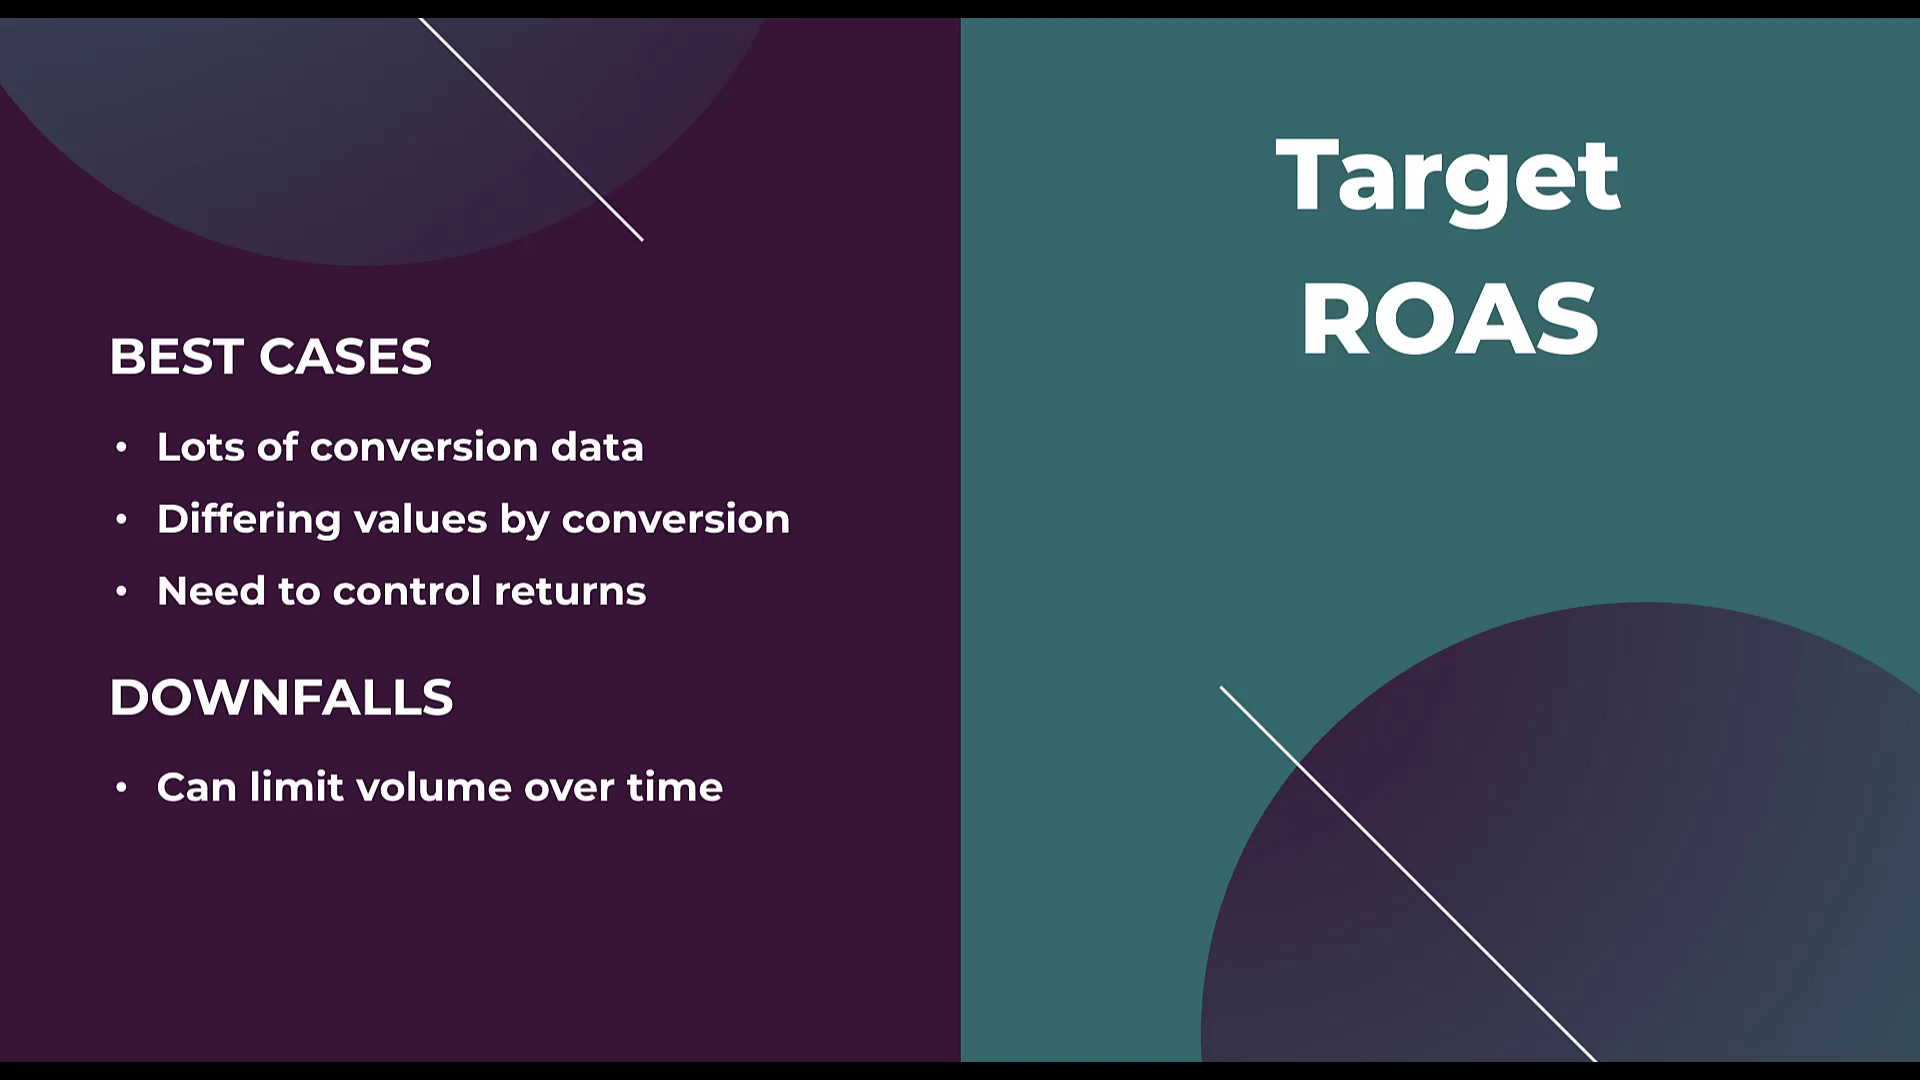 BEST CASES
• Lots of conversion data
• Differing values by conversion
• Need to control returns
DOWNFALLS
• Can limit volume over time
Target
ROAS